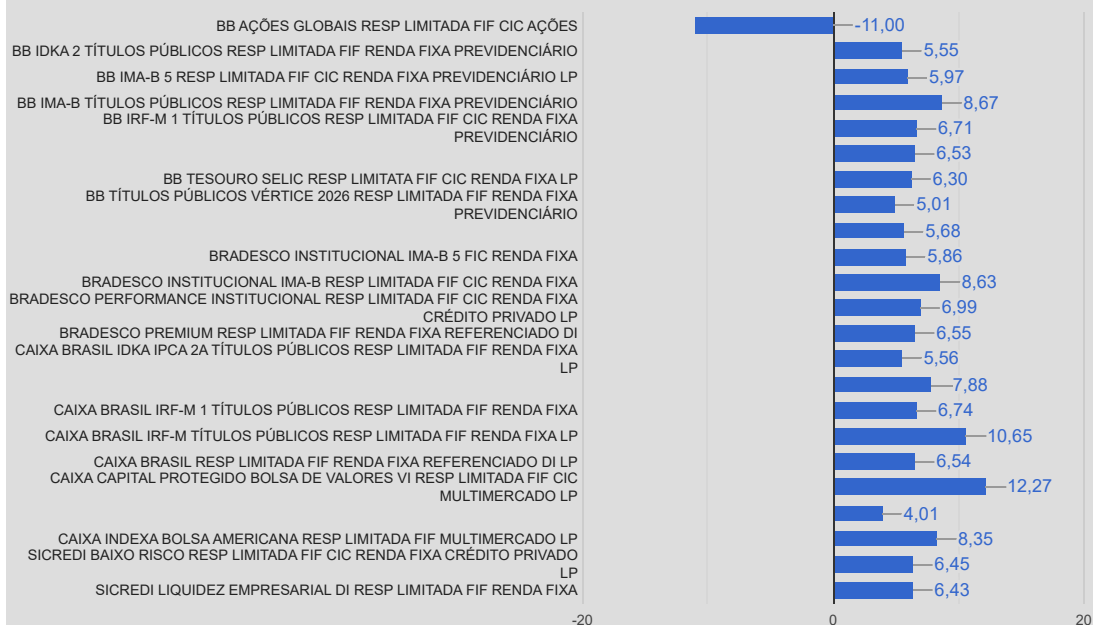 BB AÇÕES GLOBAIS RESP LIMITADA FIF CIC AÇÕES
-11,00
BB IDKA 2 TÍTULOS PÚBLICOS RESP LIMITADA FIF RENDA FIXA PREVIDENCIÁRIO
5,55
BB IMA-B 5 RESP LIMITADA FIF CIC RENDA FIXA PREVIDENCIÁRIO LP
5,97
BB IMA-B TÍTULOS PÚBLICOS RESP LIMITADA FIF RENDA FIXA PREVIDENCIÁRIO
8,67
BB IRF-M 1 TÍTULOS PÚBLICOS RESP LIMITADA FIF CIC RENDA FIXA
PREVIDENCIÁRIO
6,71
6,53
BB TESOURO SELIC RESP LIMITATA FIF CIC RENDA FIXA LP
6,30
BB TÍTULOS PÚBLICOS VÉRTICE 2026 RESP LIMITADA FIF RENDA FIXA
PREVIDENCIÁRIO
5,01
5,68
BRADESCO INSTITUCIONAL IMA-B 5 FIC RENDA FIXA
5,86
BRADESCO INSTITUCIONAL IMA-B RESP LIMITADA FIF CIC RENDA FIXA
8,63
BRADESCO PERFORMANCE INSTITUCIONAL RESP LIMITADA FIF CIC RENDA FIXA
CRÉDITO PRIVADO LP
6,99
BRADESCO PREMIUM RESP LIMITADA FIF RENDA FIXA REFERENCIADO DI
6,55
CAIXA BRASIL IDKA IPCA 2A TÍTULOS PÚBLICOS RESP LIMITADA FIF RENDA FIXA
LP
5,56
7,88
CAIXA BRASIL IRF-M 1 TÍTULOS PÚBLICOS RESP LIMITADA FIF RENDA FIXA
6,74
CAIXA BRASIL IRF-M TÍTULOS PÚBLICOS RESP LIMITADA FIF RENDA FIXA LP
10,65
CAIXA BRASIL RESP LIMITADA FIF RENDA FIXA REFERENCIADO DI LP
6,54
CAIXA CAPITAL PROTEGIDO BOLSA DE VALORES VI RESP LIMITADA FIF CIC
MULTIMERCADO LP
12,27
4,01
CAIXA INDEXA BOLSA AMERICANA RESP LIMITADA FIF MULTIMERCADO LP
8,35
SICREDI BAIXO RISCO RESP LIMITADA FIF CIC RENDA FIXA CRÉDITO PRIVADO
LP
6,45
SICREDI LIQUIDEZ EMPRESARIAL DI RESP LIMITADA FIF RENDA FIXA
6,43
-20
0
20